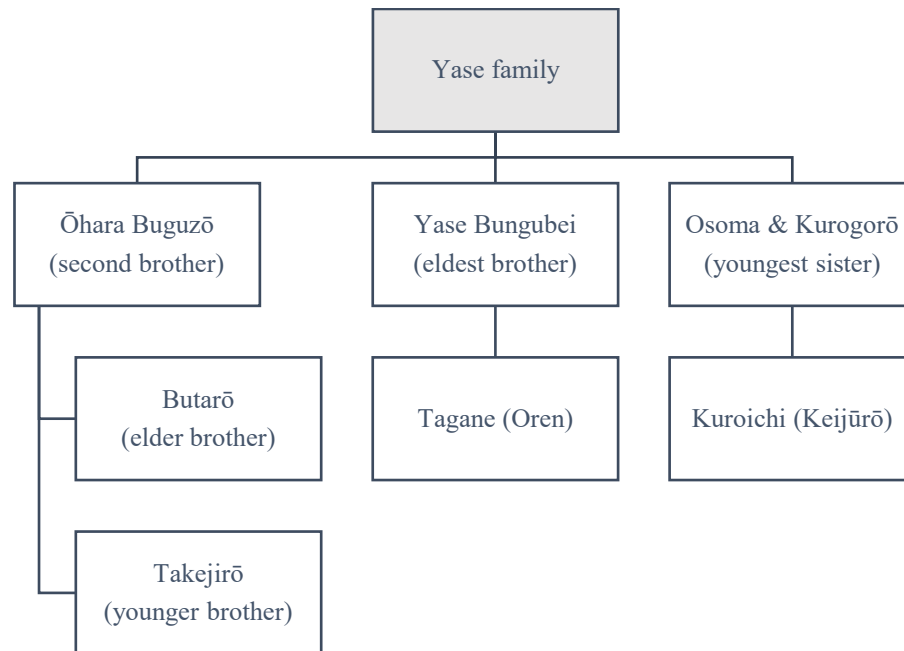 Yase family
Ōhara Buguzō
(second brother)
Yase Bungubei
(eldest brother)
Osoma & Kurogorō
(youngest sister)
Butarō
(elder brother)
Tagane (Oren)
Kuroichi (Keijūrō)
Takejirō
(younger brother)